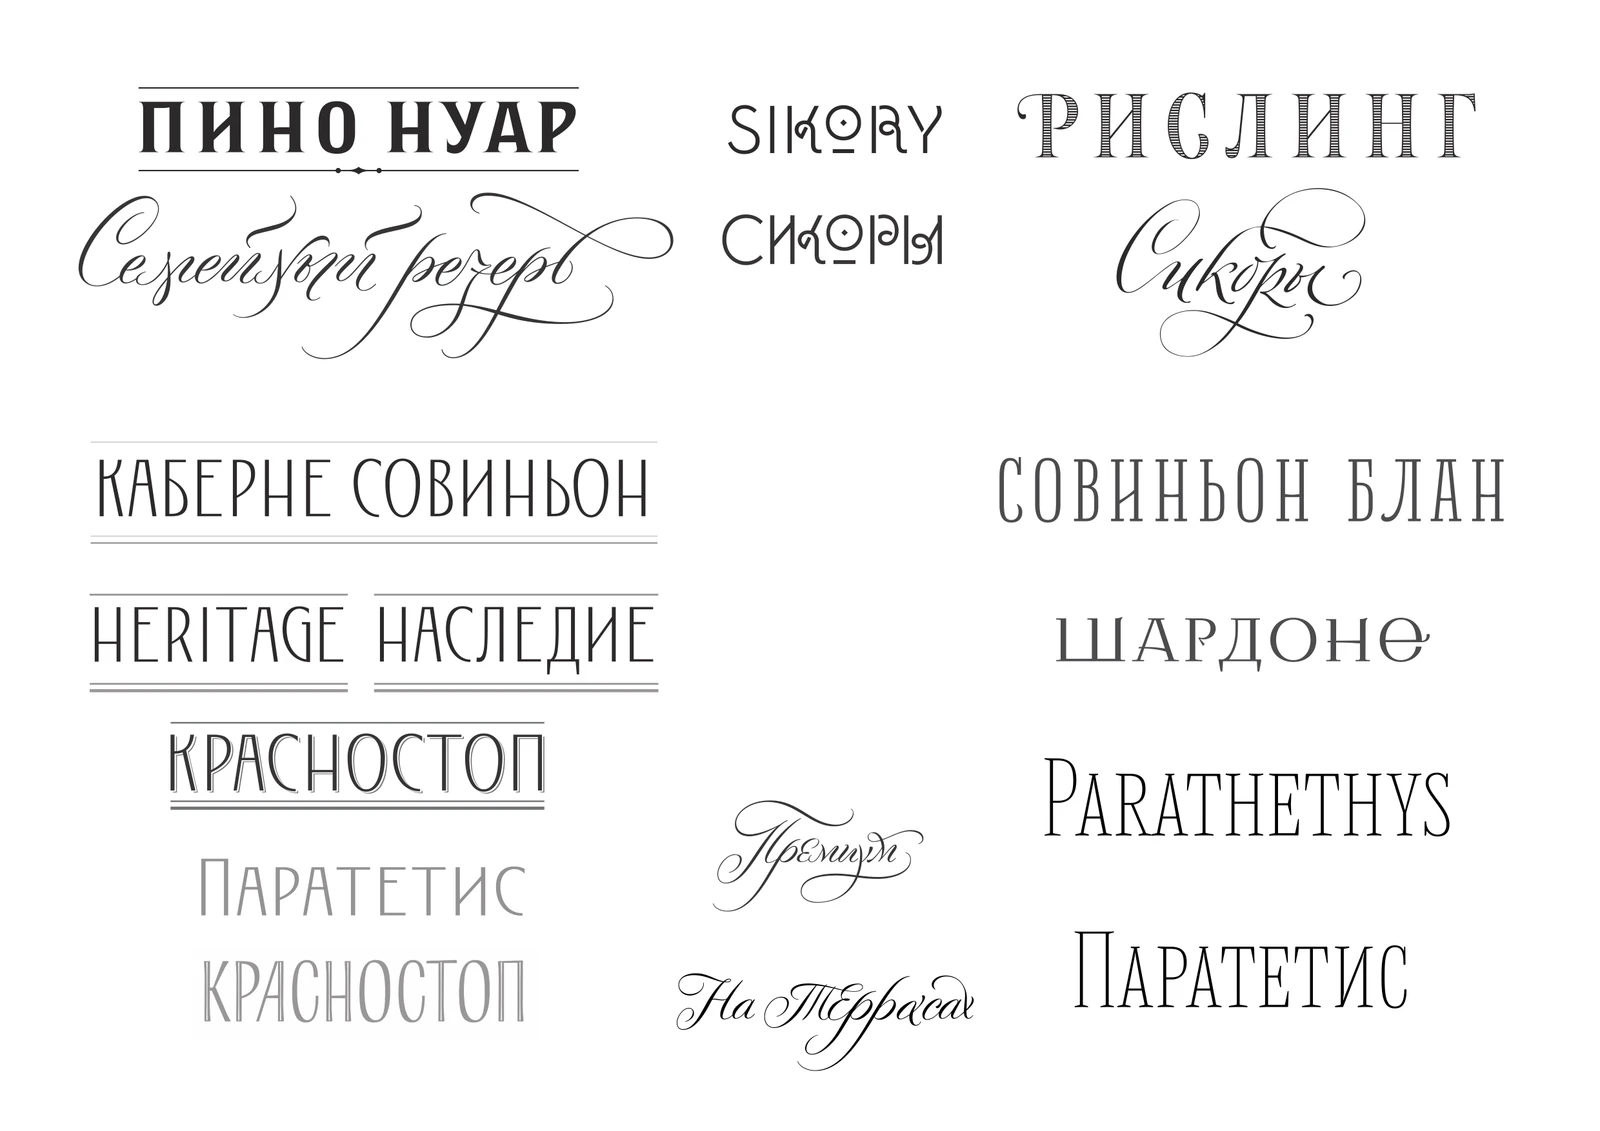 ПИНО НУАР
Семейный резерв
SIKORY
СИКОРЫ
РИСЛИНГ
Сикоры
КАБЕРНЕ СОВИНЬОН
СОВИНЬОН БЛАН
HERITAGE
НАСЛЕДИЕ
ШАРДОНЕ
КРАСНОСТОП
PARATHETHYS
ПАРАТЕТИС
Премиум
КРАСНОСТОП
На Террасах
ПАРАТЕТИС